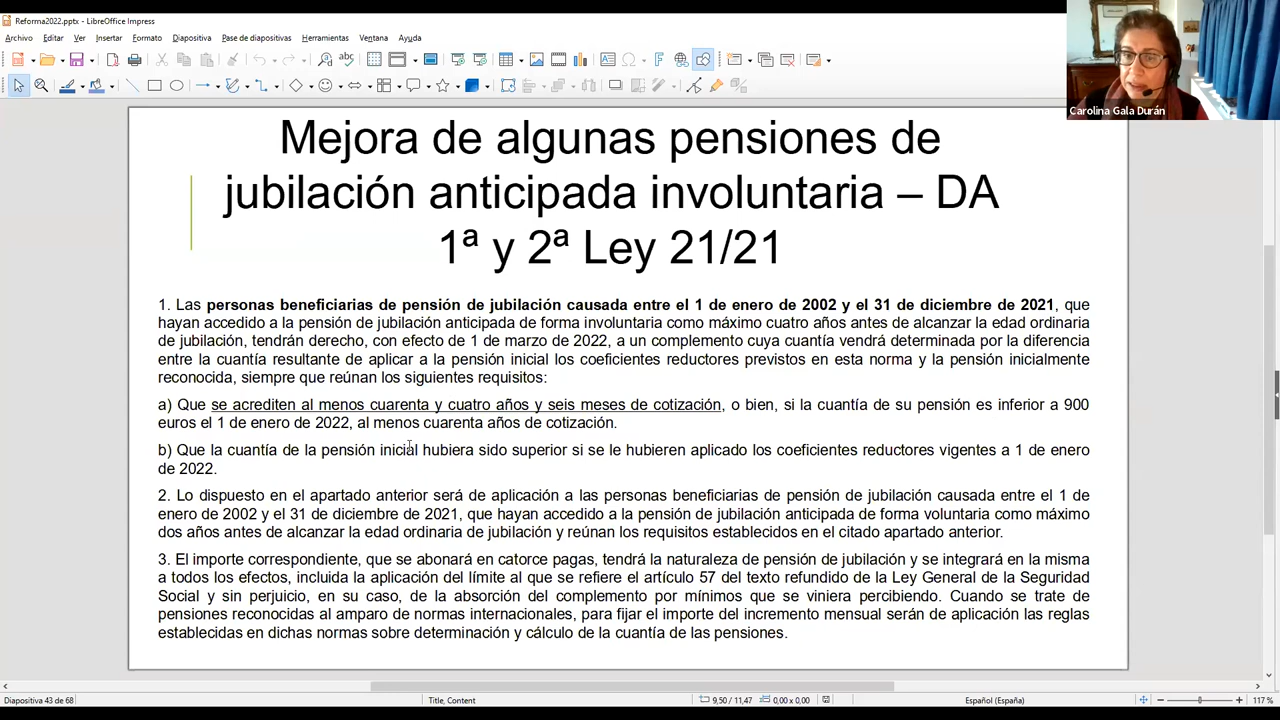 Reforma2022.pptx - LibreOffice Impress
Archivo Editar Ver Insertar Formato Diapositiva Pase de diapositivas Herramientas Ventana Ayuda
Carolina Gala Durán
Mejora de algunas pensiones de
jubilación anticipada involuntaria – DA
1ª y 2ª Ley 21/21
1. Las personas beneficiarias de pensión de jubilación causada entre el 1 de enero de 2002 y el 31 de diciembre de 2021, que
hayan accedido a la pensión de jubilación anticipada de forma involuntaria como máximo cuatro años antes de alcanzar la edad ordinaria
de jubilación, tendrán derecho, con efecto de 1 de marzo de 2022, a un complemento cuya cuantía vendrá determinada por la diferencia
entre la cuantía resultante de aplicar a la pensión inicial los coeficientes reductores previstos en esta norma y la pensión inicialmente
reconocida, siempre que reúnan los siguientes requisitos:
a) Que se acrediten al menos cuarenta y cuatro años y seis meses de cotización, o bien, si la cuantía de su pensión es inferior a 900
euros el 1 de enero de 2022, al menos cuarenta años de cotización.
b) Que la cuantía de la pensión inicial hubiera sido superior si se le hubieren aplicado los coeficientes reductores vigentes a 1 de enero
de 2022.
2. Lo dispuesto en el apartado anterior será de aplicación a las personas beneficiarias de pensión de jubilación causada entre el 1 de
enero de 2002 y el 31 de diciembre de 2021, que hayan accedido a la pensión de jubilación anticipada de forma voluntaria como máximo
dos años antes de alcanzar la edad ordinaria de jubilación y reúnan los requisitos establecidos en el citado apartado anterior.
3. El importe correspondiente, que se abonará en catorce pagas, tendrá la naturaleza de pensión de jubilación y se integrará en la misma
a todos los efectos, incluida la aplicación del límite al que se refiere el artículo 57 del texto refundido de la Ley General de la Seguridad
Social y sin perjuicio, en su caso, de la absorción del complemento por mínimos que se viniera percibiendo. Cuando se trate de
pensiones reconocidas al amparo de normas internacionales, para fijar el importe del incremento mensual serán de aplicación las reglas
establecidas en dichas normas sobre determinación y cálculo de la cuantía de las pensiones.
Diapositiva 43 de 68 Title, Content 9,50 / 11,47 0,00 x 0,00 Español (España) 117 %